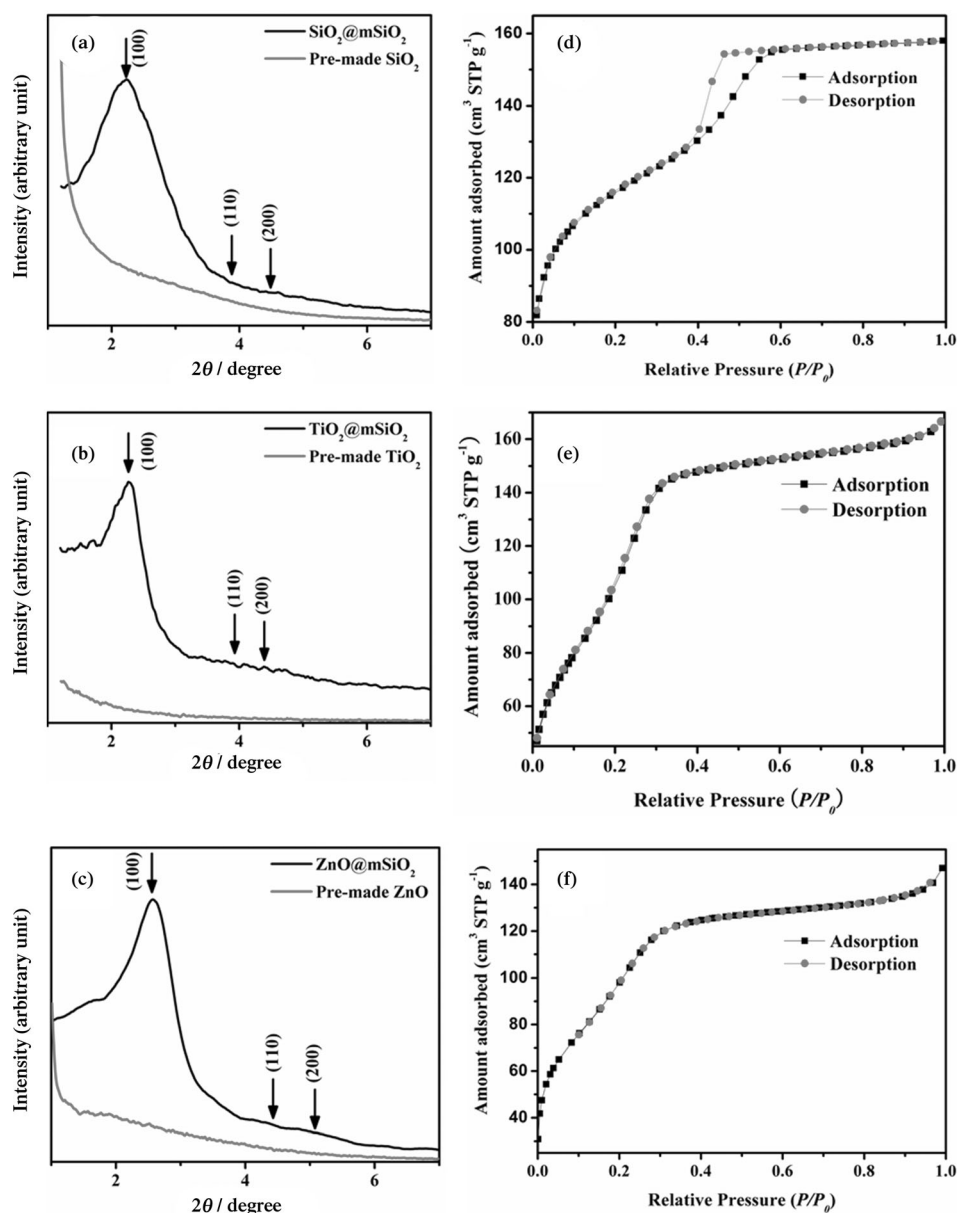 (a)
SiO₂@mSiO₂
Pre-made SiO₂
(100)
(110)
(200)
Intensity (arbitrary unit)
2 4 6
2θ / degree
(d)
160
140
120
100
80
Adsorption
Desorption
Amount adsorbed (cm³ STP g⁻¹)
0.0 0.2 0.4 0.6 0.8 1.0
Relative Pressure (P/P₀)
(b)
TiO₂@mSiO₂
Pre-made TiO₂
(100)
(110)
(200)
Intensity (arbitrary unit)
2 4 6
2θ / degree
(e)
160
140
120
100
80
60
Adsorption
Desorption
Amount adsorbed (cm³ STP g⁻¹)
0.0 0.2 0.4 0.6 0.8 1.0
Relative Pressure (P/P₀)
(c)
ZnO@mSiO₂
Pre-made ZnO
(100)
(110)
(200)
Intensity (arbitrary unit)
2 4 6
2θ / degree
(f)
140
120
100
80
60
40
Adsorption
Desorption
Amount adsorbed (cm³ STP g⁻¹)
0.0 0.2 0.4 0.6 0.8 1.0
Relative Pressure (P/P₀)